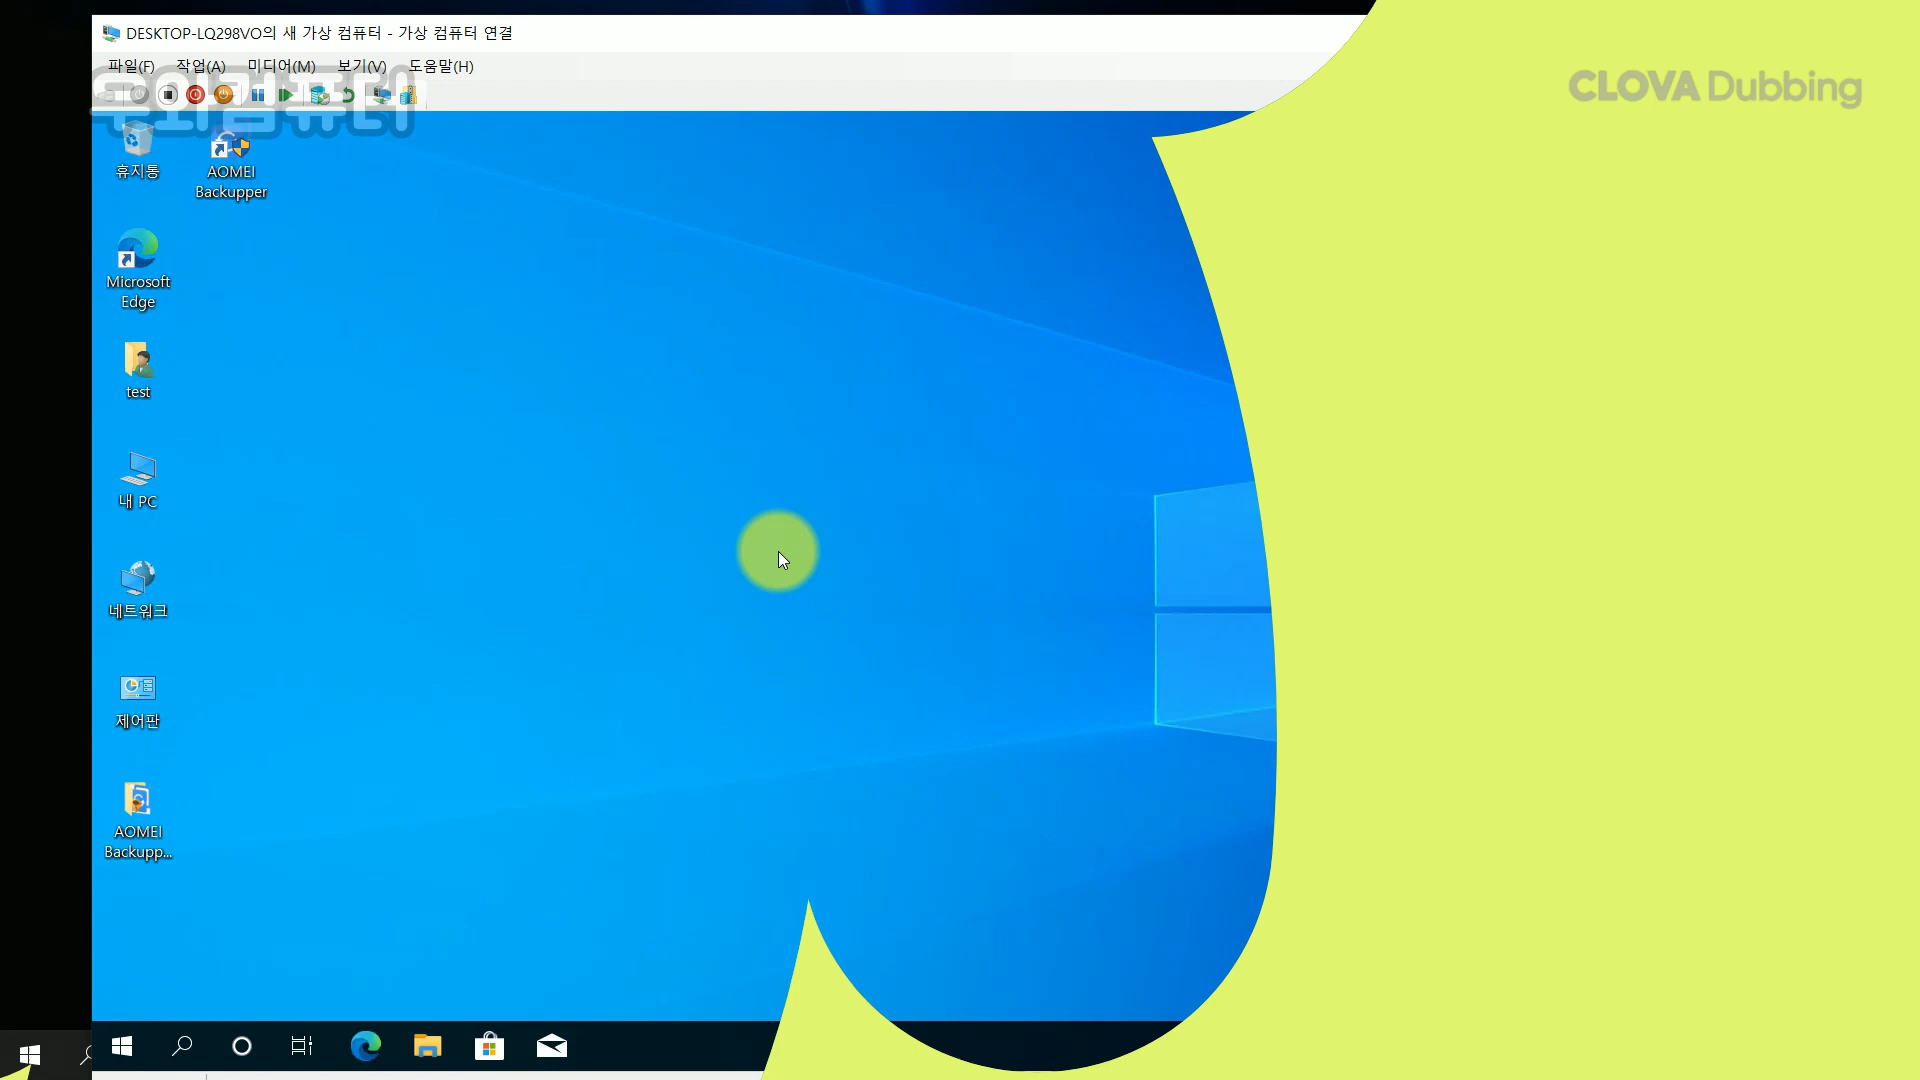 DESKTOP-LQ298VO의 새 가상 컴퓨터 - 가상 컴퓨터 연결
파일(F) 작업(A) 미디어(M) 보기(V) 도움말(H)
CLOVA Dubbing
휴지통
AOMEI
Backupper
Microsoft
Edge
test
내 PC
네트워크
제어판
AOMEI
Backupp...